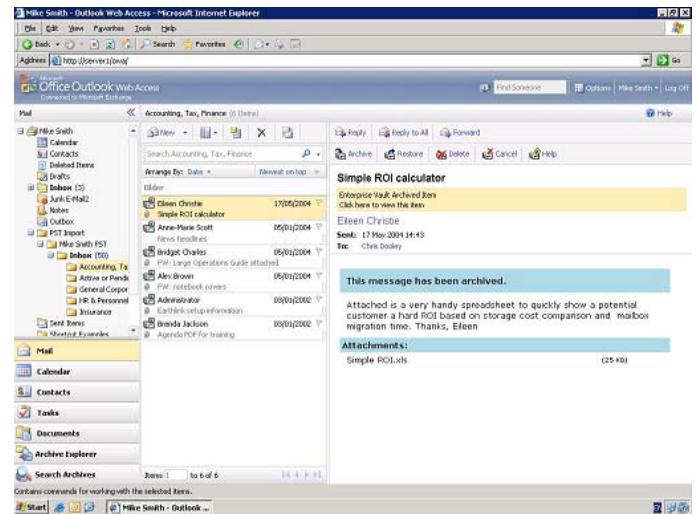 Mike Smith - Outlook Web Access - Microsoft Internet Explorer
File Edit View Favorites Tools Help
Back Search Favorites
Address http://server1/owa/ Go
Microsoft
Office Outlook Web Access
Connected to Microsoft Exchange
Find Someone Options Mike Smith Log Off
Mail Accounting, Tax, Finance (6 Items) Help
Mike Smith
Calendar
Contacts
Deleted Items
Drafts
Inbox (3)
Junk E-Mail2
Notes
Outbox
PST Import
Mike Smith PST
Inbox (50)
Accounting, Ta
Active or Pendi
General Corpor
HR & Personnel
Insurance
Sent Items
Shortcut Examples
Mail
Calendar
Contacts
Tasks
Documents
Archive Explorer
Search Archives
New
Search Accounting, Tax, Finance
Arrange By: Date Newest on top
Older
Eileen Christie 17/05/2004
Simple ROI calculator
Anne-Marie Scott 05/01/2004
News headlines
Bridget Charles 05/01/2004
FW: Large Operations Guide attached
Alex Brown 05/01/2004
FW: notebook covers
Administrator 03/01/2002
Earthlink setup information
Brenda Jackson 03/01/2002
Agenda PDF for training
Items 1 to 6 of 6
Reply Reply to All Forward
Archive Restore Delete Cancel Help
Simple ROI calculator
Enterprise Vault Archived Item
Click here to view this item
Eileen Christie
Sent: 17 May 2004 14:43
To: Chris Dooley
This message has been archived.
Attached is a very handy spreadsheet to quickly show a potential
customer a hard ROI based on storage cost comparison and mailbox
migration time. Thanks, Eileen
Attachments:
Simple ROI.xls (25 KB)
Contains commands for working with the selected items.
Start Mike Smith - Outlook ...